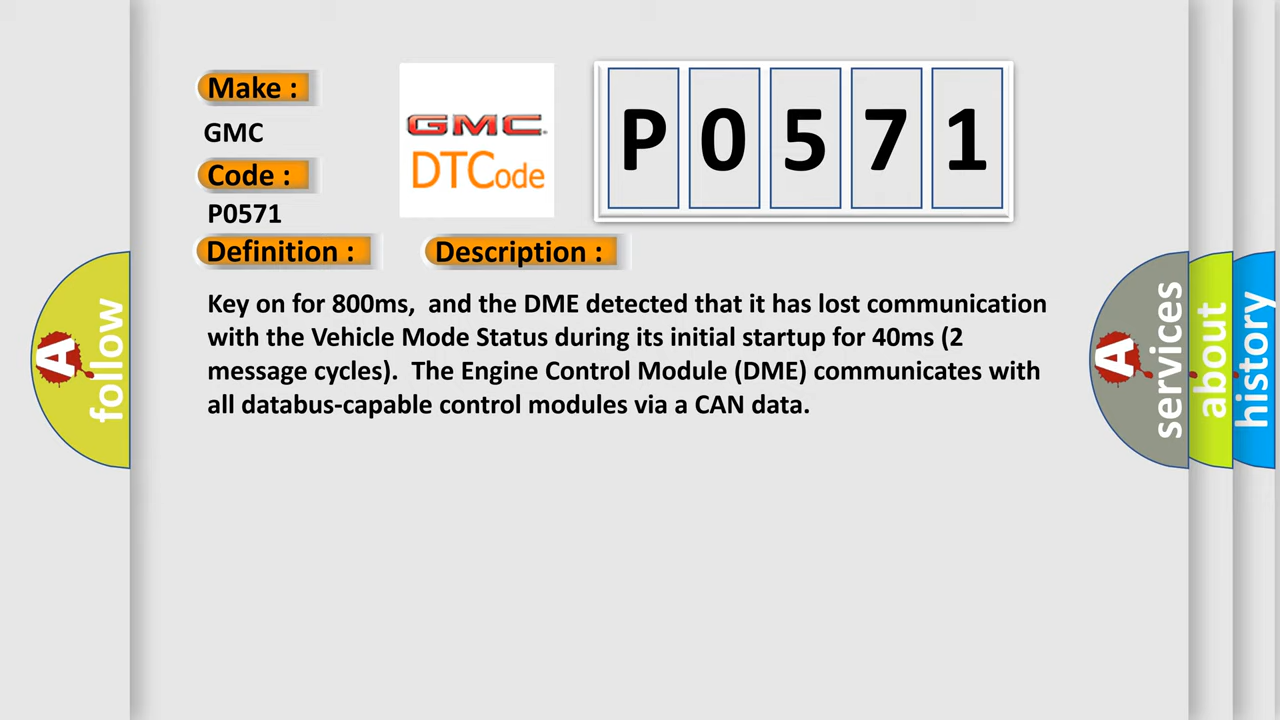 Make :
GMC
Code :
P0571
GMC
DTCode
P0571
Definition :
Description :
Key on for 800ms,  and the DME detected that it has lost communication
with the Vehicle Mode Status during its initial startup for 40ms (2
message cycles).  The Engine Control Module (DME) communicates with
all databus-capable control modules via a CAN data.
A
follow
A
services
about
history